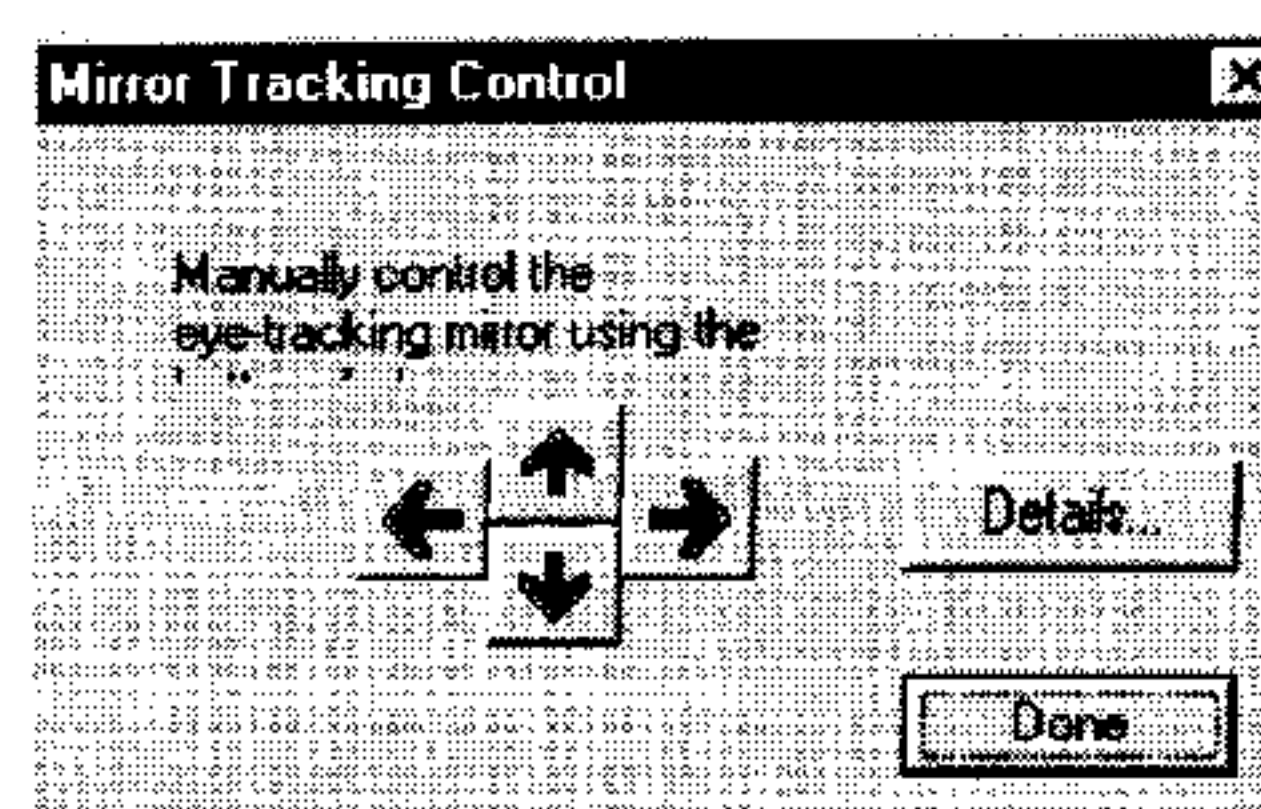 Mirror Tracking Control
Manually control the
eye-tracking mirror using the
Details...
Done